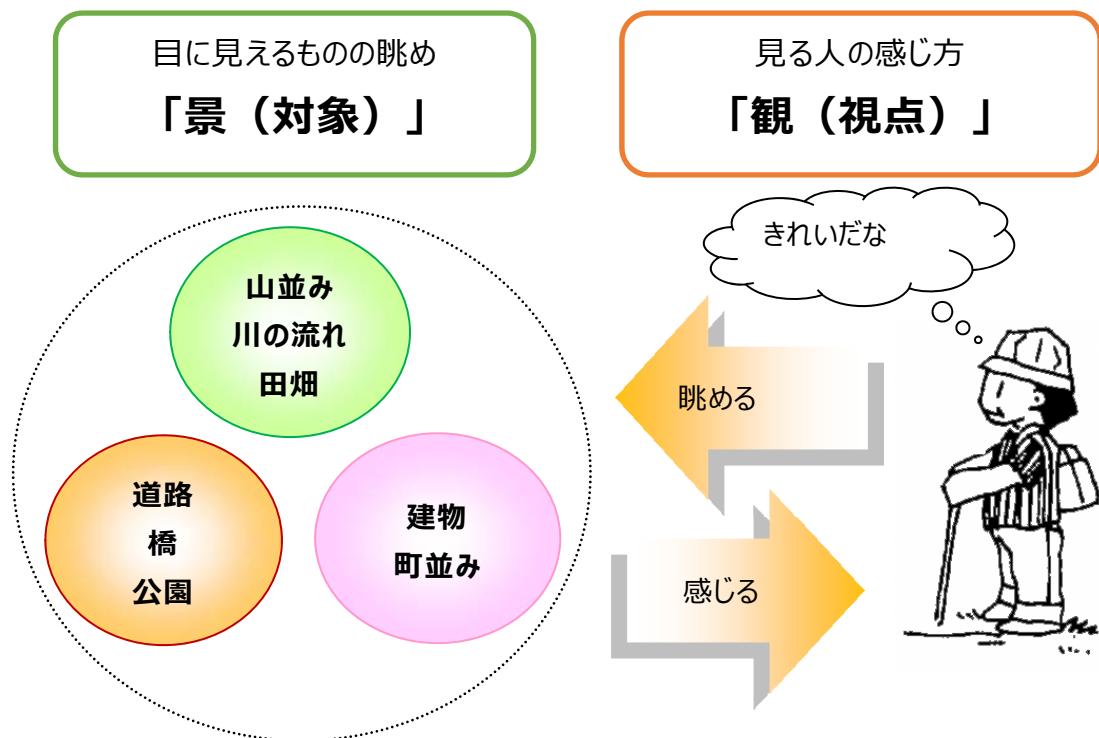 目に見えるものの眺め
「景（対象）」
見る人の感じ方
「観（視点）」
きれいだな
山並み
川の流れ
田畑
眺める
道路
橋
公園
建物
町並み
感じる